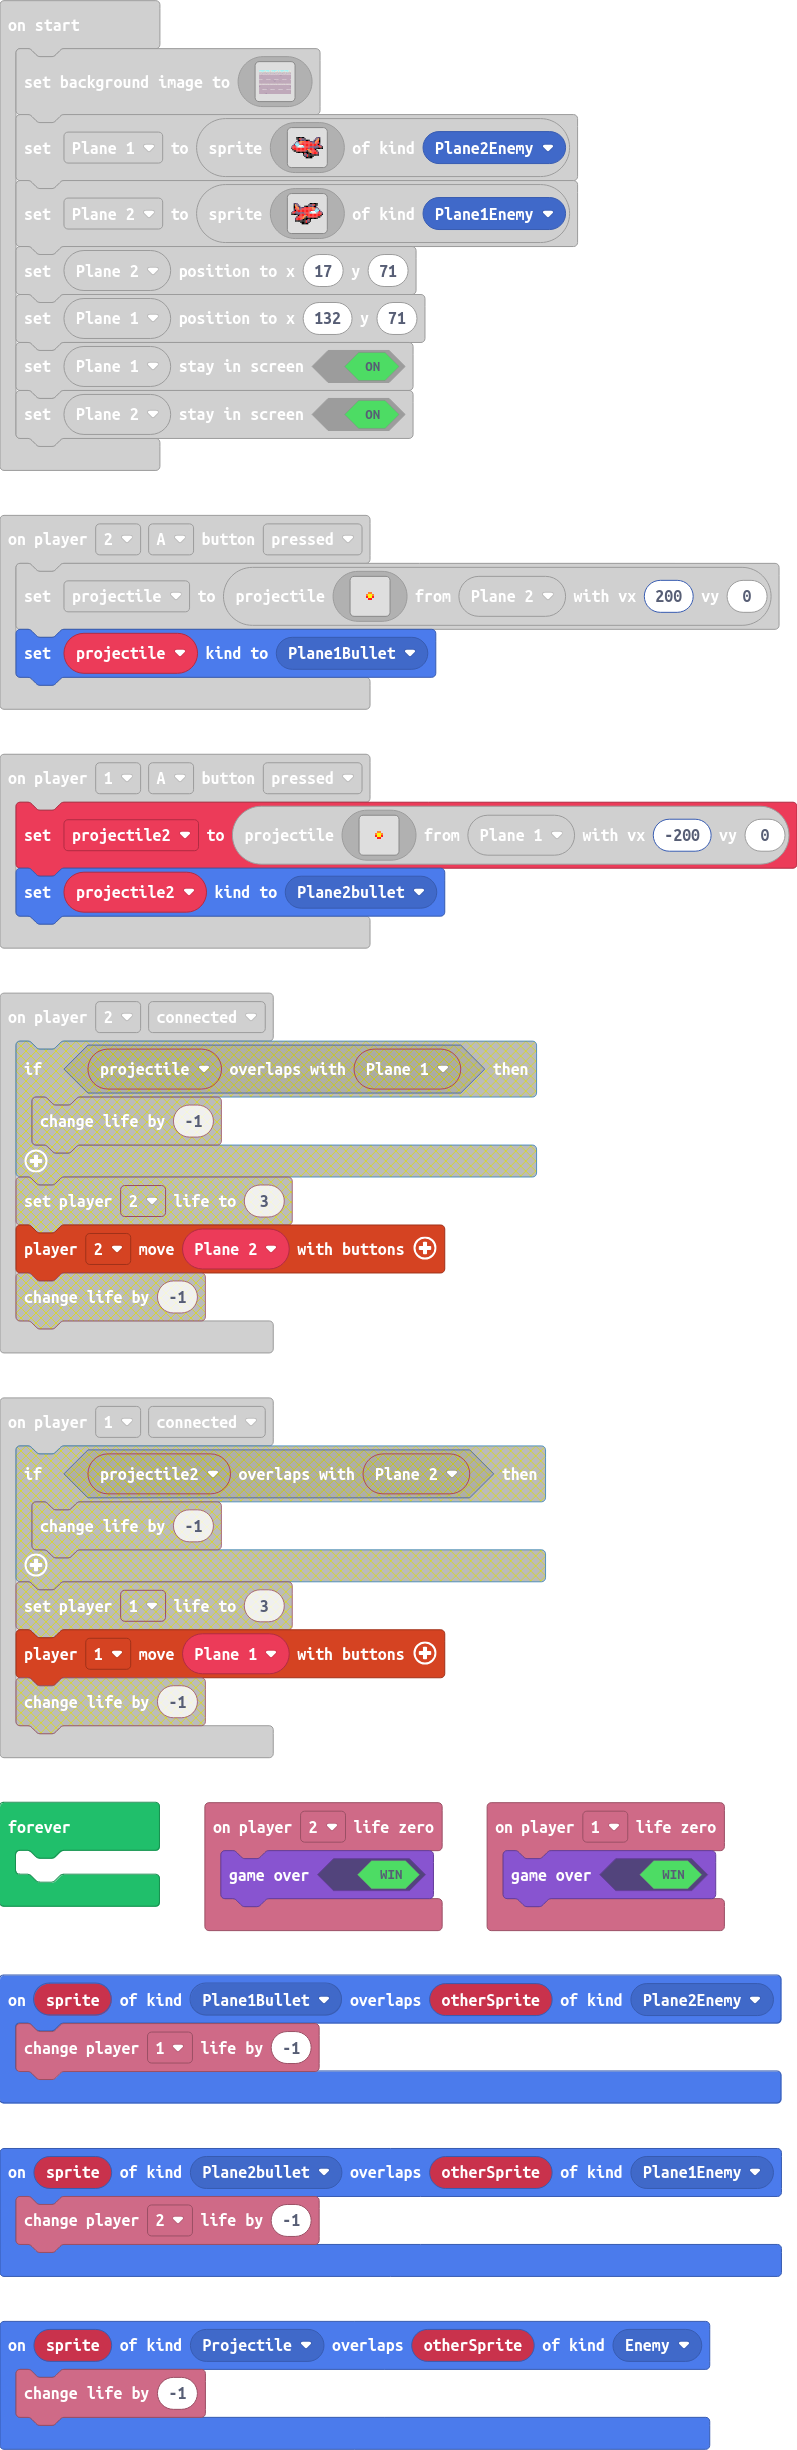 on start
set background image to
set Plane 1 to sprite of kind Plane2Enemy
set Plane 2 to sprite of kind Plane1Enemy
set Plane 2 position to x 17 y 71
set Plane 1 position to x 132 y 71
set Plane 1 stay in screen ON
set Plane 2 stay in screen ON
on player 2 A button pressed
set projectile to projectile from Plane 2 with vx 200 vy 0
set projectile kind to Plane1Bullet
on player 1 A button pressed
set projectile2 to projectile from Plane 1 with vx -200 vy 0
set projectile2 kind to Plane2bullet
on player 2 connected
if projectile overlaps with Plane 1 then
change life by -1
set player 2 life to 3
player 2 move Plane 2 with buttons
change life by -1
on player 1 connected
if projectile2 overlaps with Plane 2 then
change life by -1
set player 1 life to 3
player 1 move Plane 1 with buttons
change life by -1
forever
on player 2 life zero
game over WIN
on player 1 life zero
game over WIN
on sprite of kind Plane1Bullet overlaps otherSprite of kind Plane2Enemy
change player 1 life by -1
on sprite of kind Plane2bullet overlaps otherSprite of kind Plane1Enemy
change player 2 life by -1
on sprite of kind Projectile overlaps otherSprite of kind Enemy
change life by -1